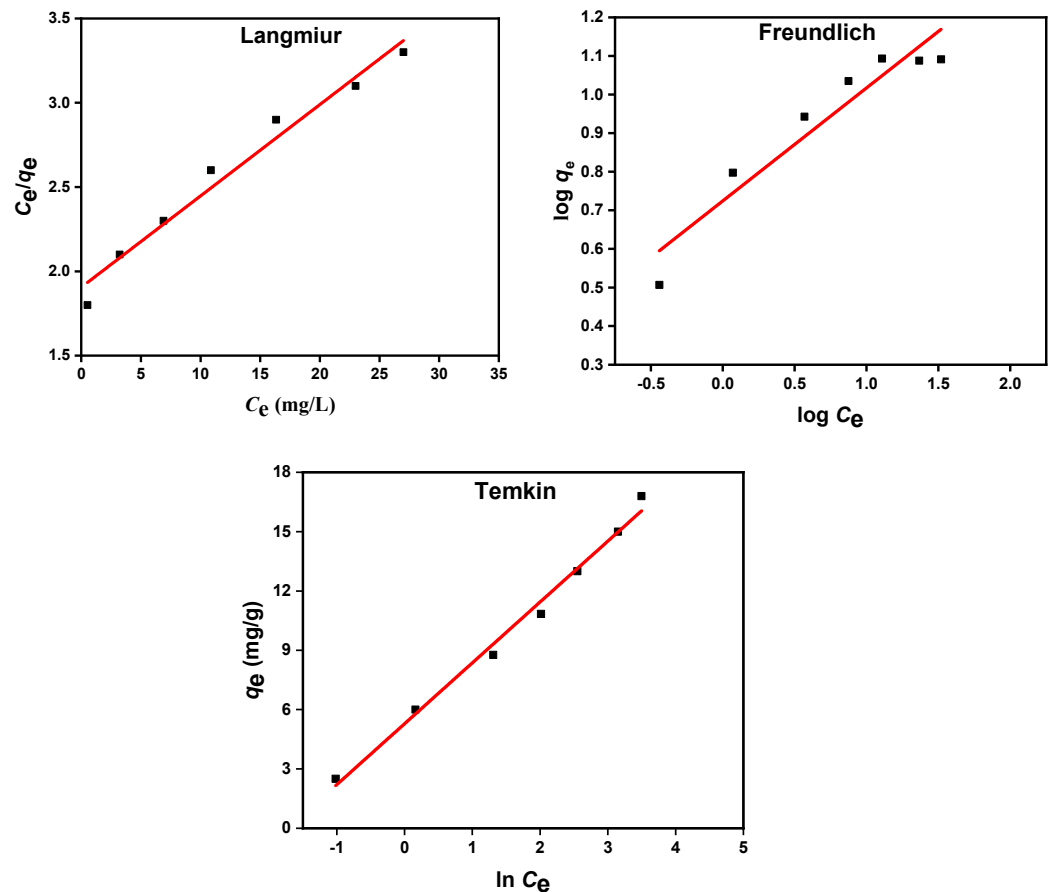 Langmiur
3.5
3.0
2.5
2.0
1.5
Ce/qe
0 5 10 15 20 25 30 35
Ce (mg/L)
Freundlich
1.2
1.1
1.0
0.9
0.8
0.7
0.6
0.5
0.4
0.3
log qe
-0.5 0.0 0.5 1.0 1.5 2.0
log Ce
Temkin
18
15
12
9
6
3
0
qe (mg/g)
-1 0 1 2 3 4 5
ln Ce